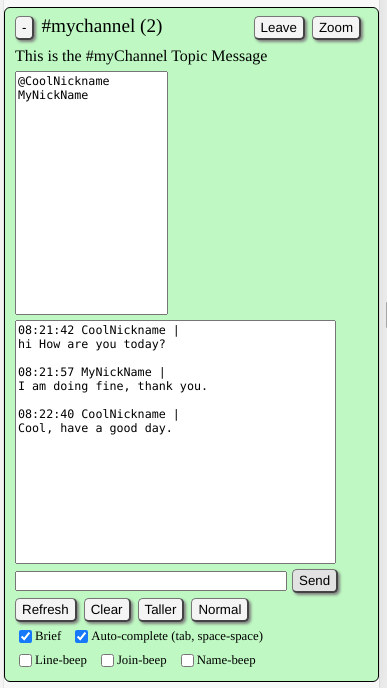 - #mychannel (2) Leave Zoom
This is the #myChannel Topic Message
@CoolNickname
MyNickName
08:21:42 CoolNickname |
hi How are you today?
08:21:57 MyNickName |
I am doing fine, thank you.
08:22:40 CoolNickname |
Cool, have a good day.
Send
Refresh Clear Taller Normal
Brief Auto-complete (tab, space-space)
Line-beep Join-beep Name-beep